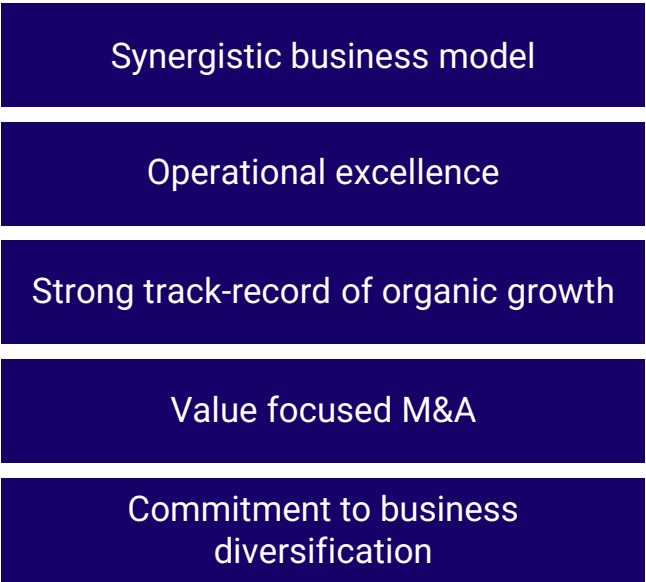 Synergistic business model
Operational excellence
Strong track-record of organic growth
Value focused M&A
Commitment to business
diversification